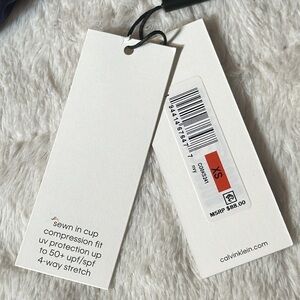 sewn in cup
compression fit
uv protection up
to 50+ upf/spf
4-way stretch
XS
MSRP $68.00
calvinklein.com